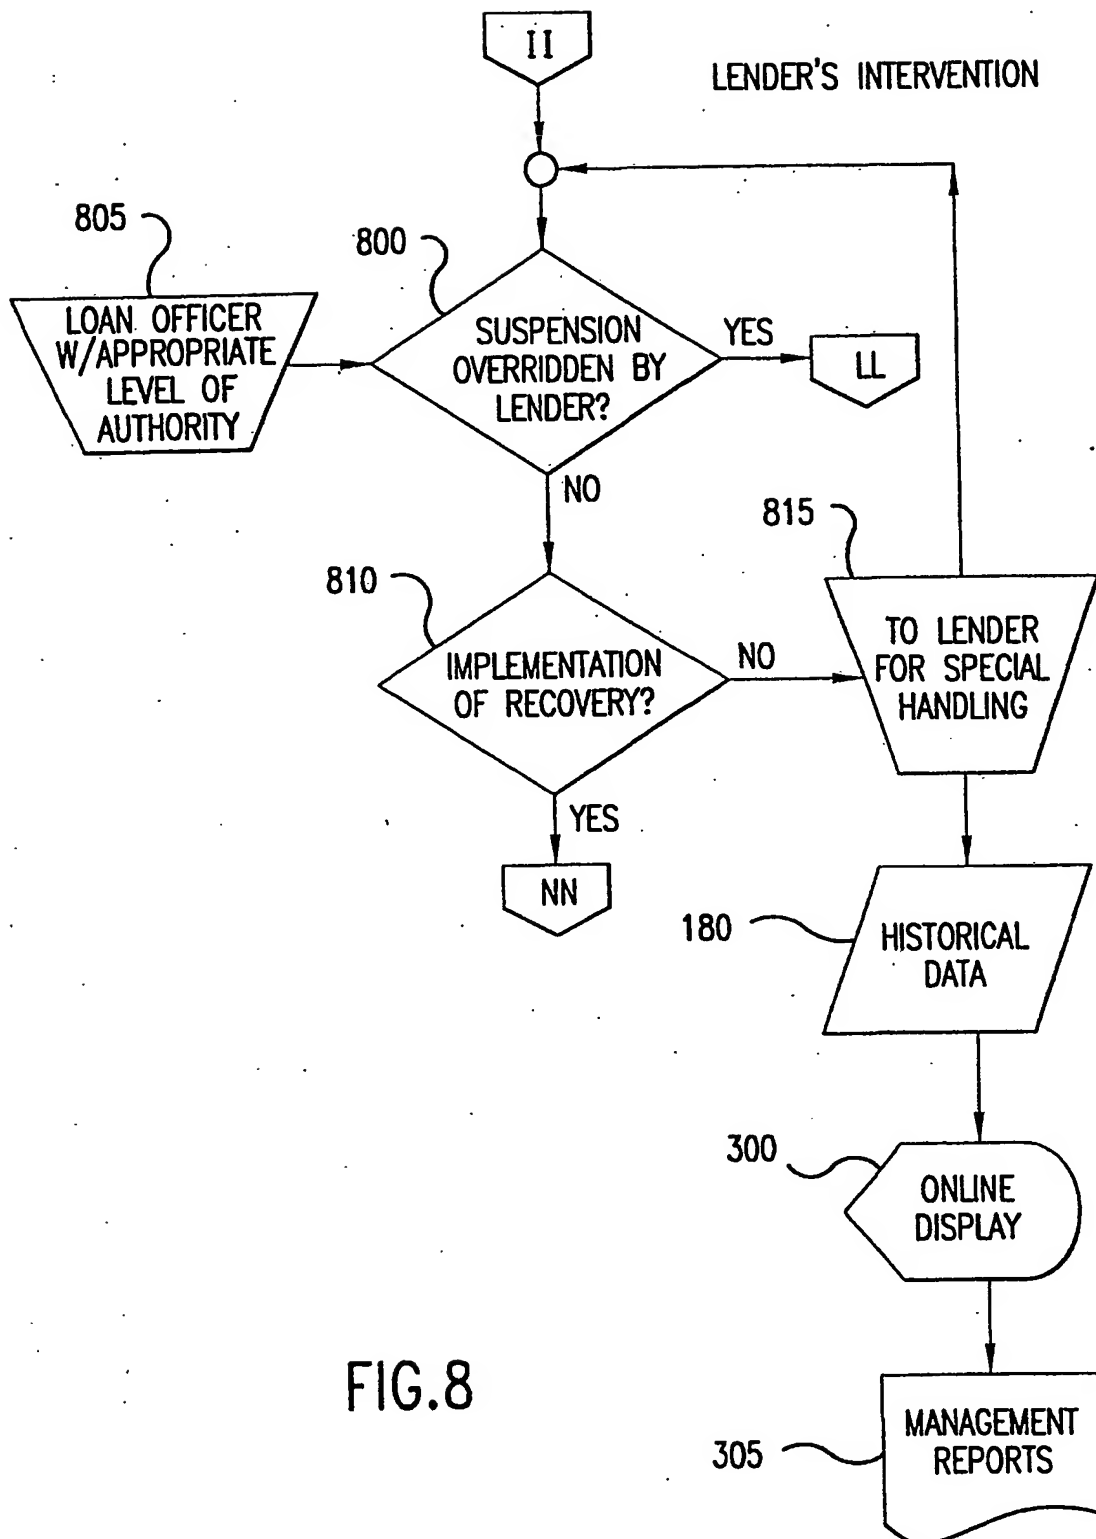 II
LENDER'S INTERVENTION
805
800
LOAN OFFICER
W/APPROPRIATE
LEVEL OF
AUTHORITY
SUSPENSION
OVERRIDDEN BY
LENDER?
YES
LL
NO
815
810
IMPLEMENTATION
OF RECOVERY?
NO
TO LENDER
FOR SPECIAL
HANDLING
YES
NN
180
HISTORICAL
DATA
300
ONLINE
DISPLAY
FIG.8
305
MANAGEMENT
REPORTS